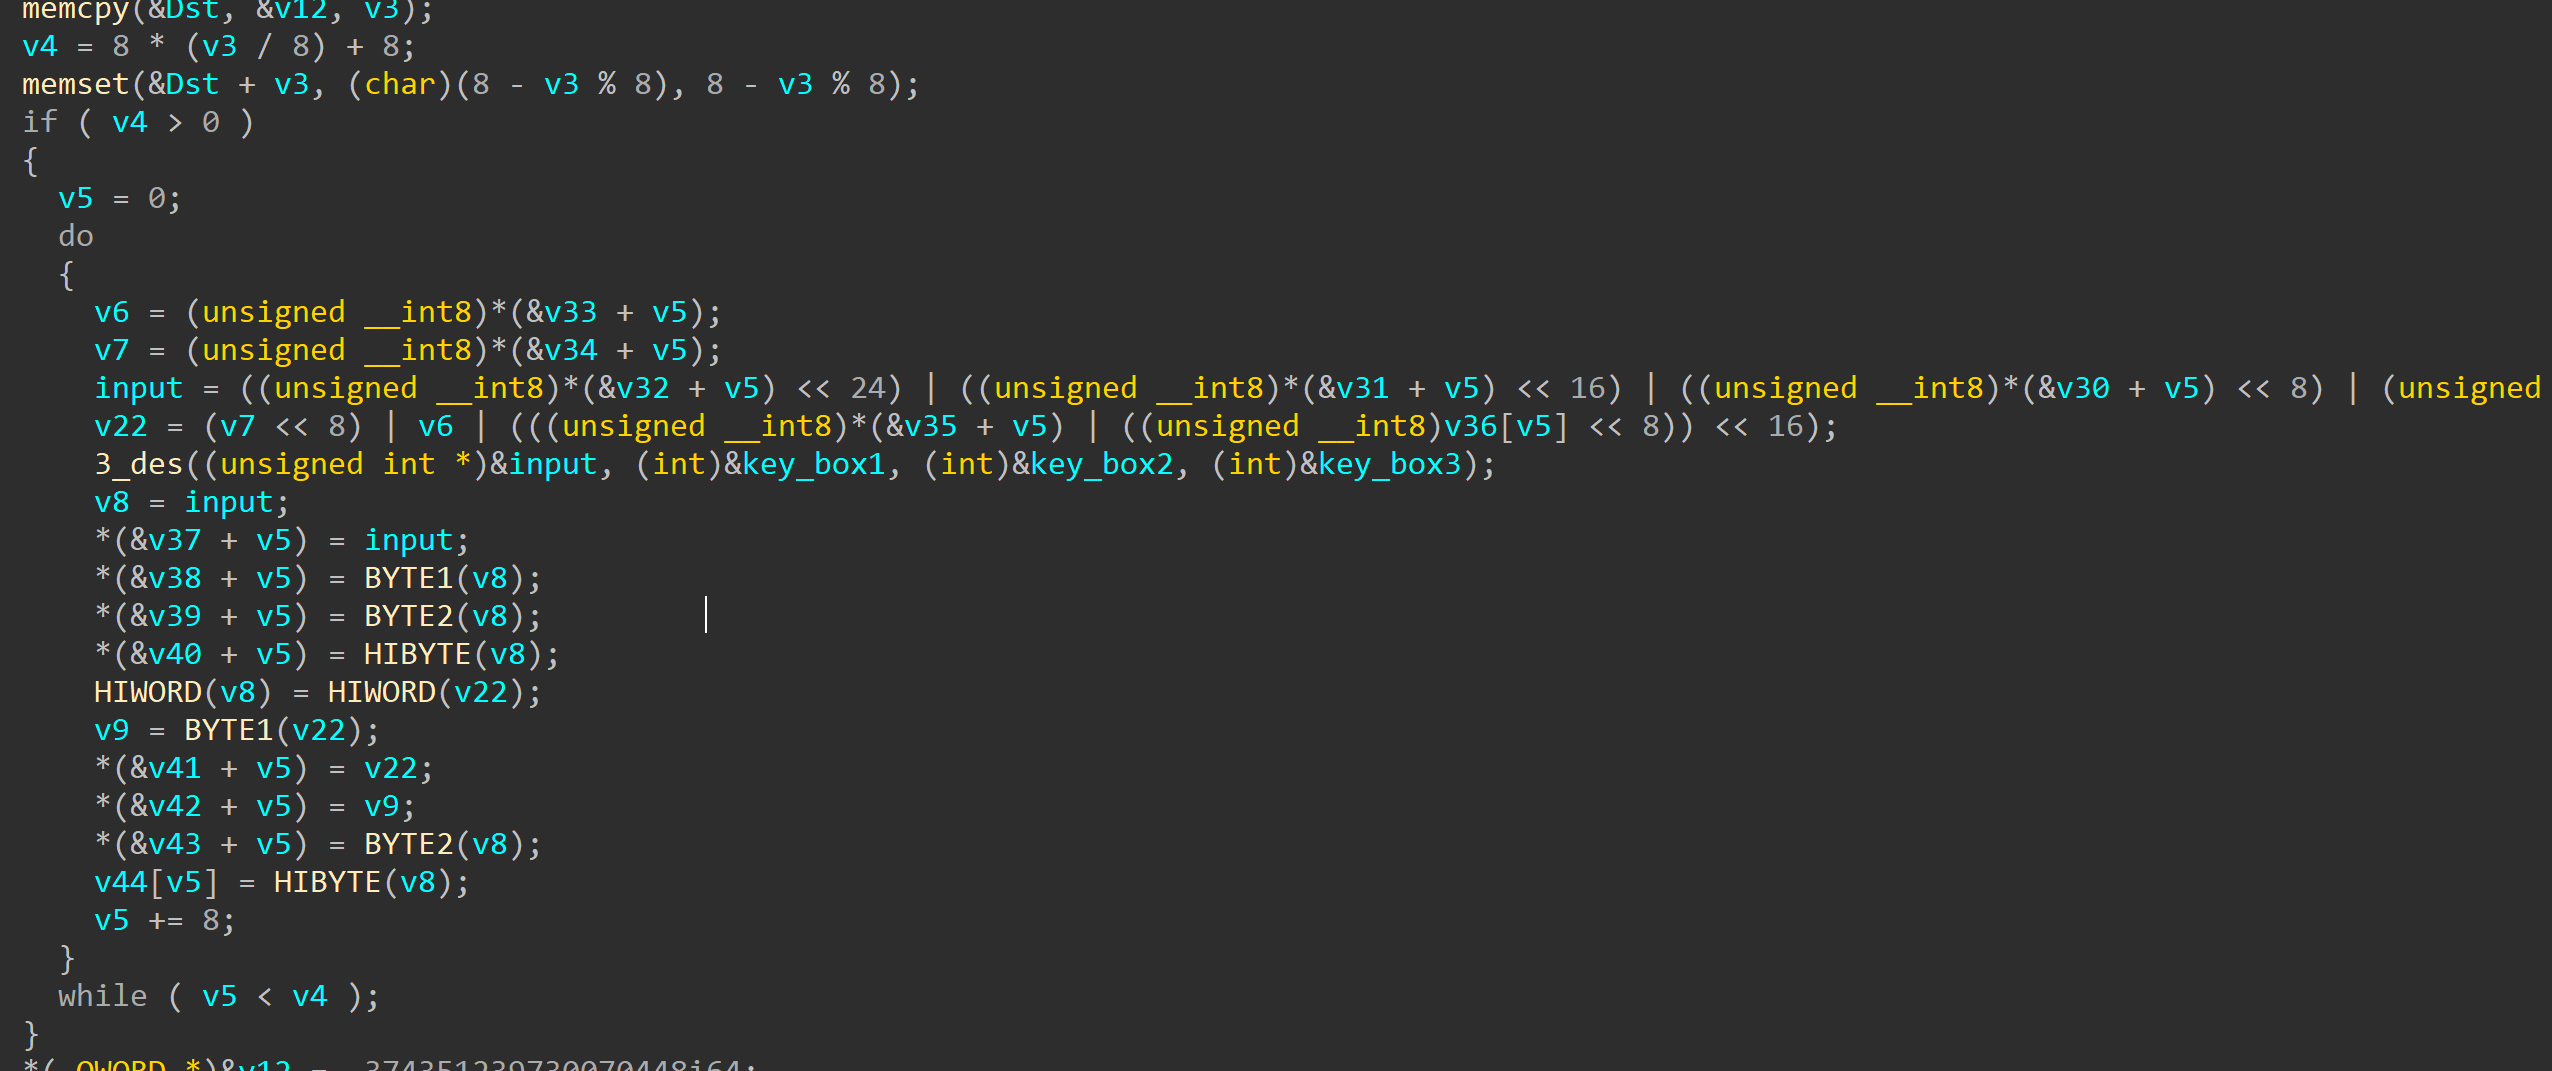 memcpy(&Dst, &v12, v3);
v4 = 8 * (v3 / 8) + 8;
memset(&Dst + v3, (char)(8 - v3 % 8), 8 - v3 % 8);
if ( v4 > 0 )
{
v5 = 0;
do
{
v6 = (unsigned __int8)*(&v33 + v5);
v7 = (unsigned __int8)*(&v34 + v5);
input = ((unsigned __int8)*(&v32 + v5) << 24) | ((unsigned __int8)*(&v31 + v5) << 16) | ((unsigned __int8)*(&v30 + v5) << 8) | (unsigned
v22 = (v7 << 8) | v6 | (((unsigned __int8)*(&v35 + v5) | ((unsigned __int8)v36[v5] << 8)) << 16);
3_des((unsigned int *)&input, (int)&key_box1, (int)&key_box2, (int)&key_box3);
v8 = input;
*(&v37 + v5) = input;
*(&v38 + v5) = BYTE1(v8);
*(&v39 + v5) = BYTE2(v8);
*(&v40 + v5) = HIBYTE(v8);
HIWORD(v8) = HIWORD(v22);
v9 = BYTE1(v22);
*(&v41 + v5) = v22;
*(&v42 + v5) = v9;
*(&v43 + v5) = BYTE2(v8);
v44[v5] = HIBYTE(v8);
v5 += 8;
}
while ( v5 < v4 );
}